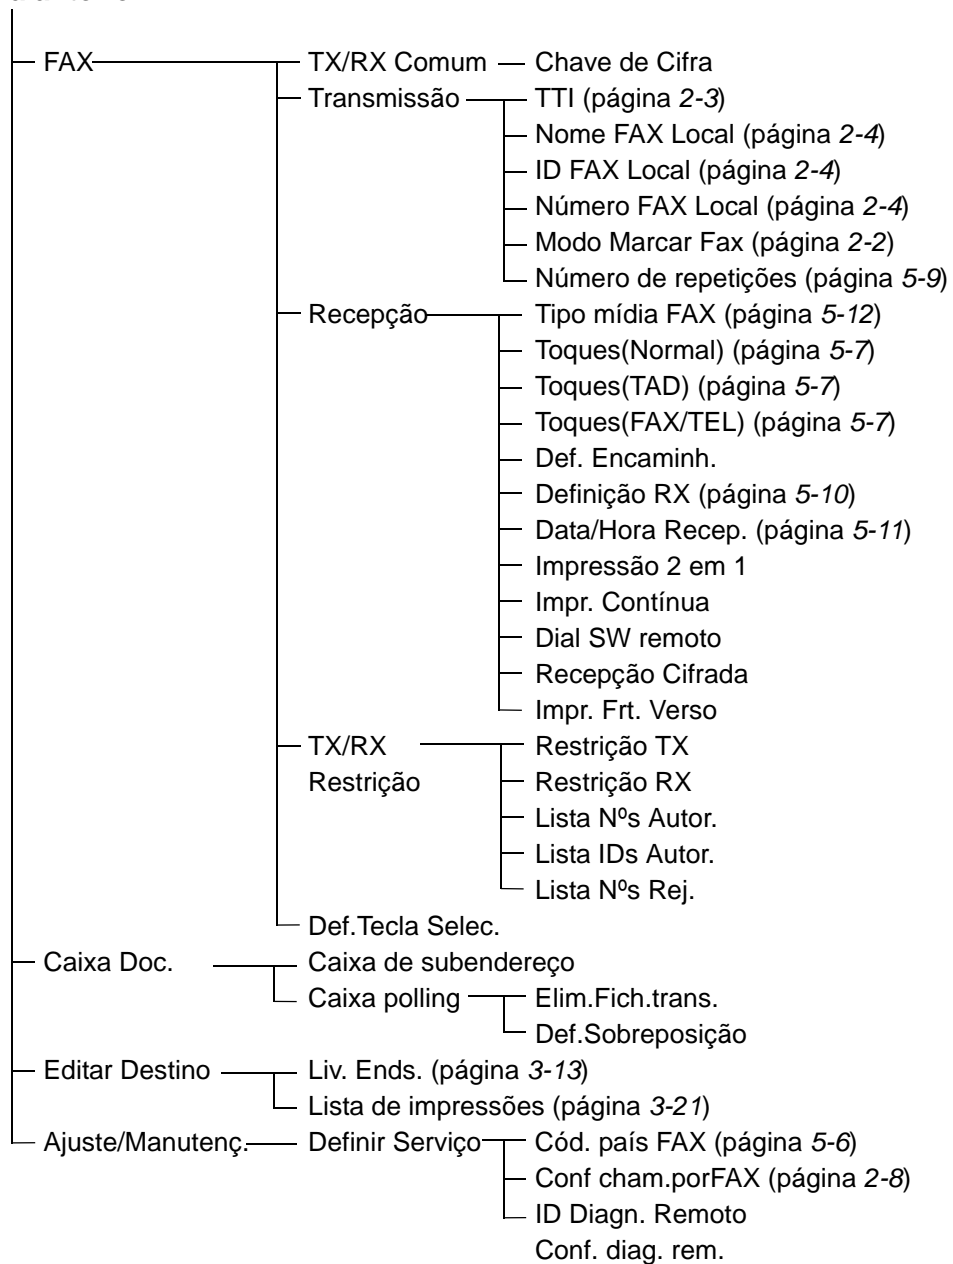 FAX TX/RX Comum Chave de Cifra
Transmissão TTI (página 2-3)
Nome FAX Local (página 2-4)
ID FAX Local (página 2-4)
Número FAX Local (página 2-4)
Modo Marcar Fax (página 2-2)
Número de repetições (página 5-9)
Recepção Tipo mídia FAX (página 5-12)
Toques(Normal) (página 5-7)
Toques(TAD) (página 5-7)
Toques(FAX/TEL) (página 5-7)
Def. Encaminh.
Definição RX (página 5-10)
Data/Hora Recep. (página 5-11)
Impressão 2 em 1
Impr. Contínua
Dial SW remoto
Recepção Cifrada
Impr. Frt. Verso
TX/RX Restrição TX
Restrição Restrição RX
Lista Nºs Autor.
Lista IDs Autor.
Lista Nºs Rej.
Def.Tecla Selec.
Caixa Doc. Caixa de subendereço
Caixa polling Elim.Fich.trans.
Def.Sobreposição
Editar Destino Liv. Ends. (página 3-13)
Lista de impressões (página 3-21)
Ajuste/Manutenç. Definir Serviço Cód. país FAX (página 5-6)
Conf cham.porFAX (página 2-8)
ID Diagn. Remoto
Conf. diag. rem.